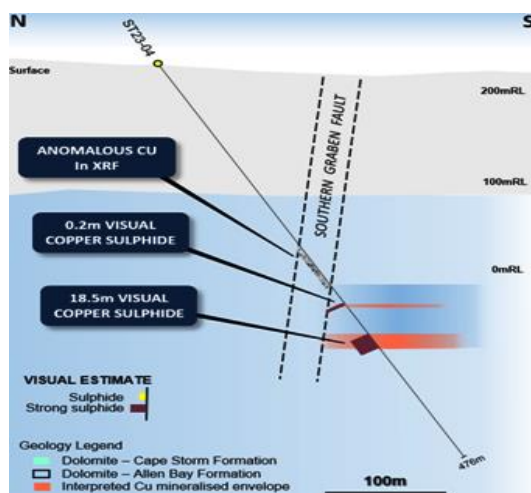 N
S
ST23-04
Surface
200mRL
SOUTHERN GRABEN FAULT
ANOMALOUS CU
In XRF
100mRL
0.2m VISUAL
COPPER SULPHIDE
0mRL
18.5m VISUAL
COPPER SULPHIDE
VISUAL ESTIMATE
Sulphide
Strong sulphide
476m
Geology Legend
Dolomite – Cape Storm Formation
Dolomite – Allen Bay Formation
Interpreted Cu mineralised envelope
100m